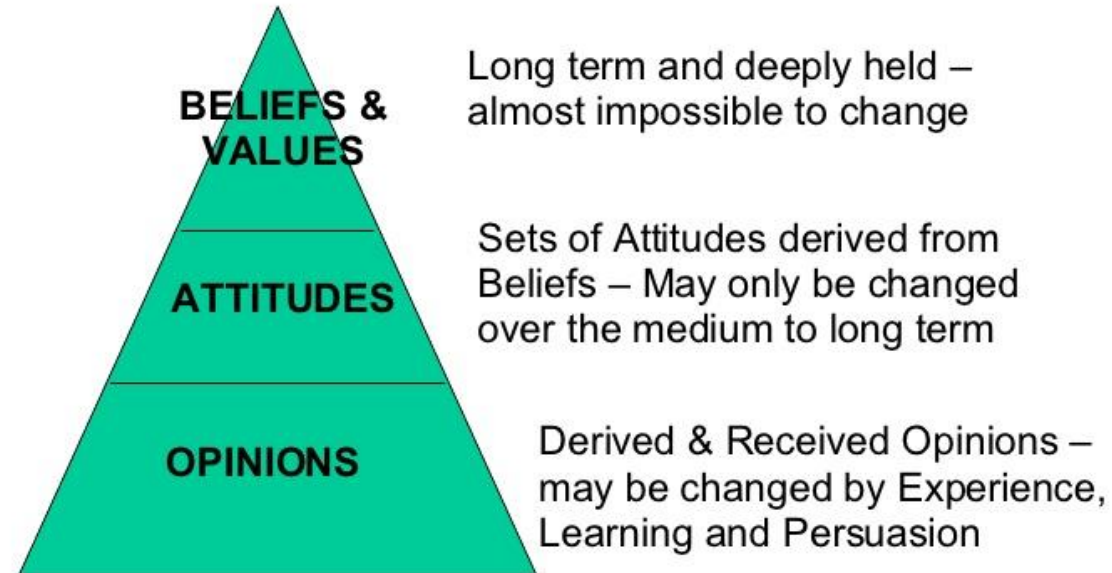 BELIEFS &
VALUES
Long term and deeply held –
almost impossible to change
ATTITUDES
Sets of Attitudes derived from
Beliefs – May only be changed
over the medium to long term
OPINIONS
Derived & Received Opinions –
may be changed by Experience,
Learning and Persuasion